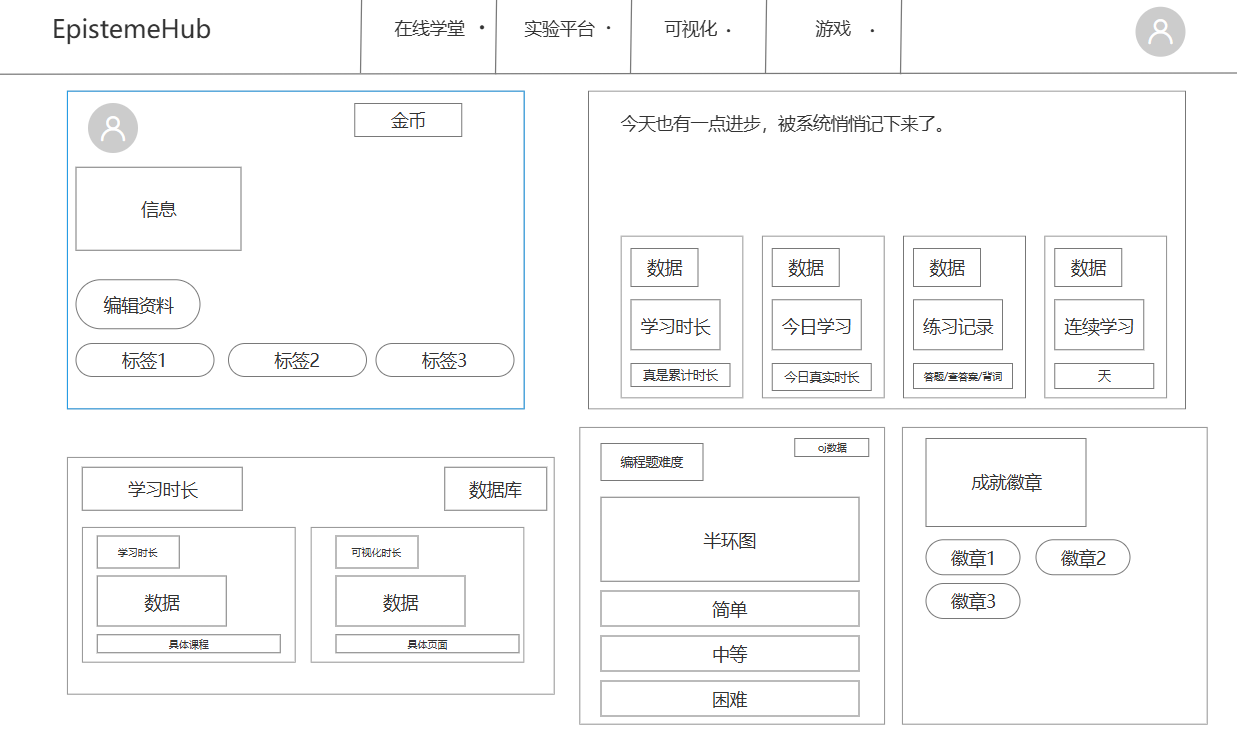 EpistemeHub
在线学堂 •
实验平台 •
可视化 •
游戏 •
金币
信息
编辑资料
标签1
标签2
标签3
今天也有一点进步，被系统悄悄记下来了。
数据
学习时长
真是累计时长
数据
今日学习
今日真实时长
数据
练习记录
答题/查答案/背词
数据
连续学习
天
学习时长
数据库
学习时长
数据
具体课程
可视化时长
数据
具体页面
编程题难度
oj数据
半环图
简单
中等
困难
成就徽章
徽章1
徽章2
徽章3